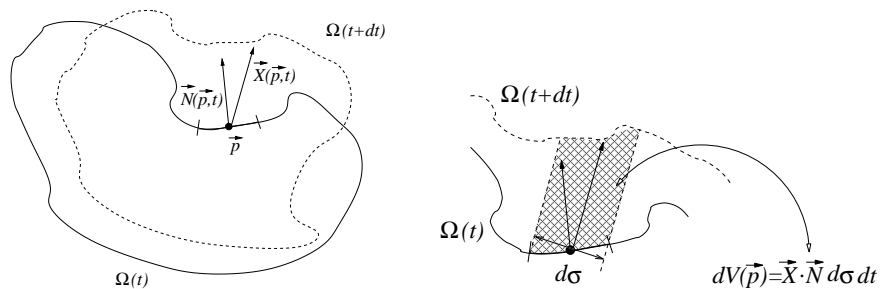 Ω(t+dt)
N⃗(p⃗,t)
X⃗(p⃗,t)
p⃗
Ω(t)
Ω(t+dt)
Ω(t)
dσ
dV(p⃗)=X⃗·N⃗ dσ dt